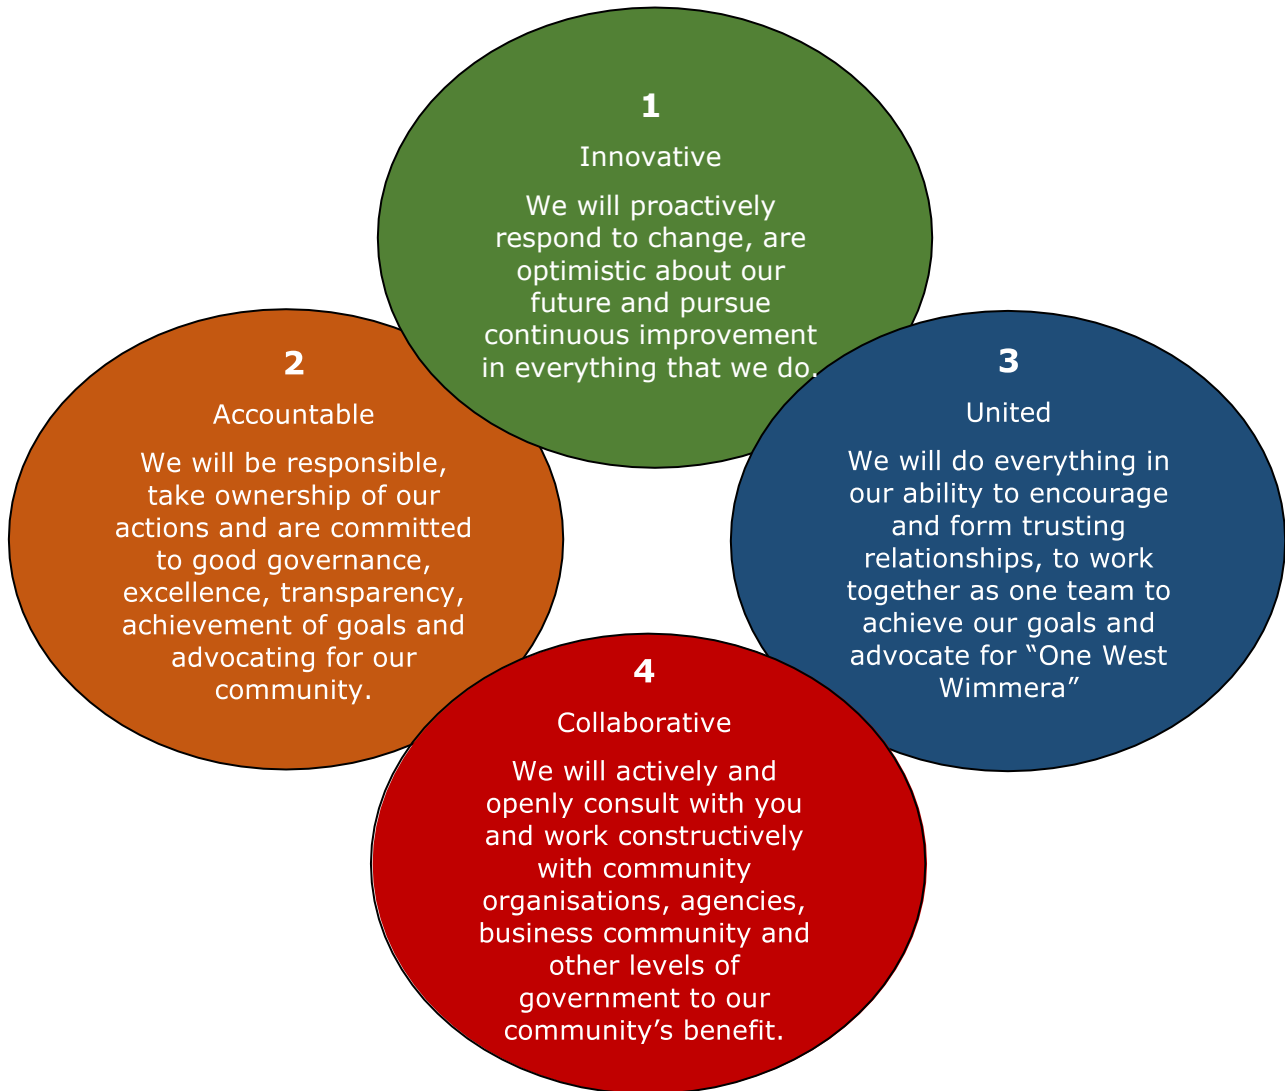 1
Innovative
We will proactively
respond to change, are
optimistic about our
future and pursue
continuous improvement
in everything that we do.
2
Accountable
We will be responsible,
take ownership of our
actions and are committed
to good governance,
excellence, transparency,
achievement of goals and
advocating for our
community.
3
United
We will do everything in
our ability to encourage
and form trusting
relationships, to work
together as one team to
achieve our goals and
advocate for “One West
Wimmera”
4
Collaborative
We will actively and
openly consult with you
and work constructively
with community
organisations, agencies,
business community and
other levels of
government to our
community’s benefit.